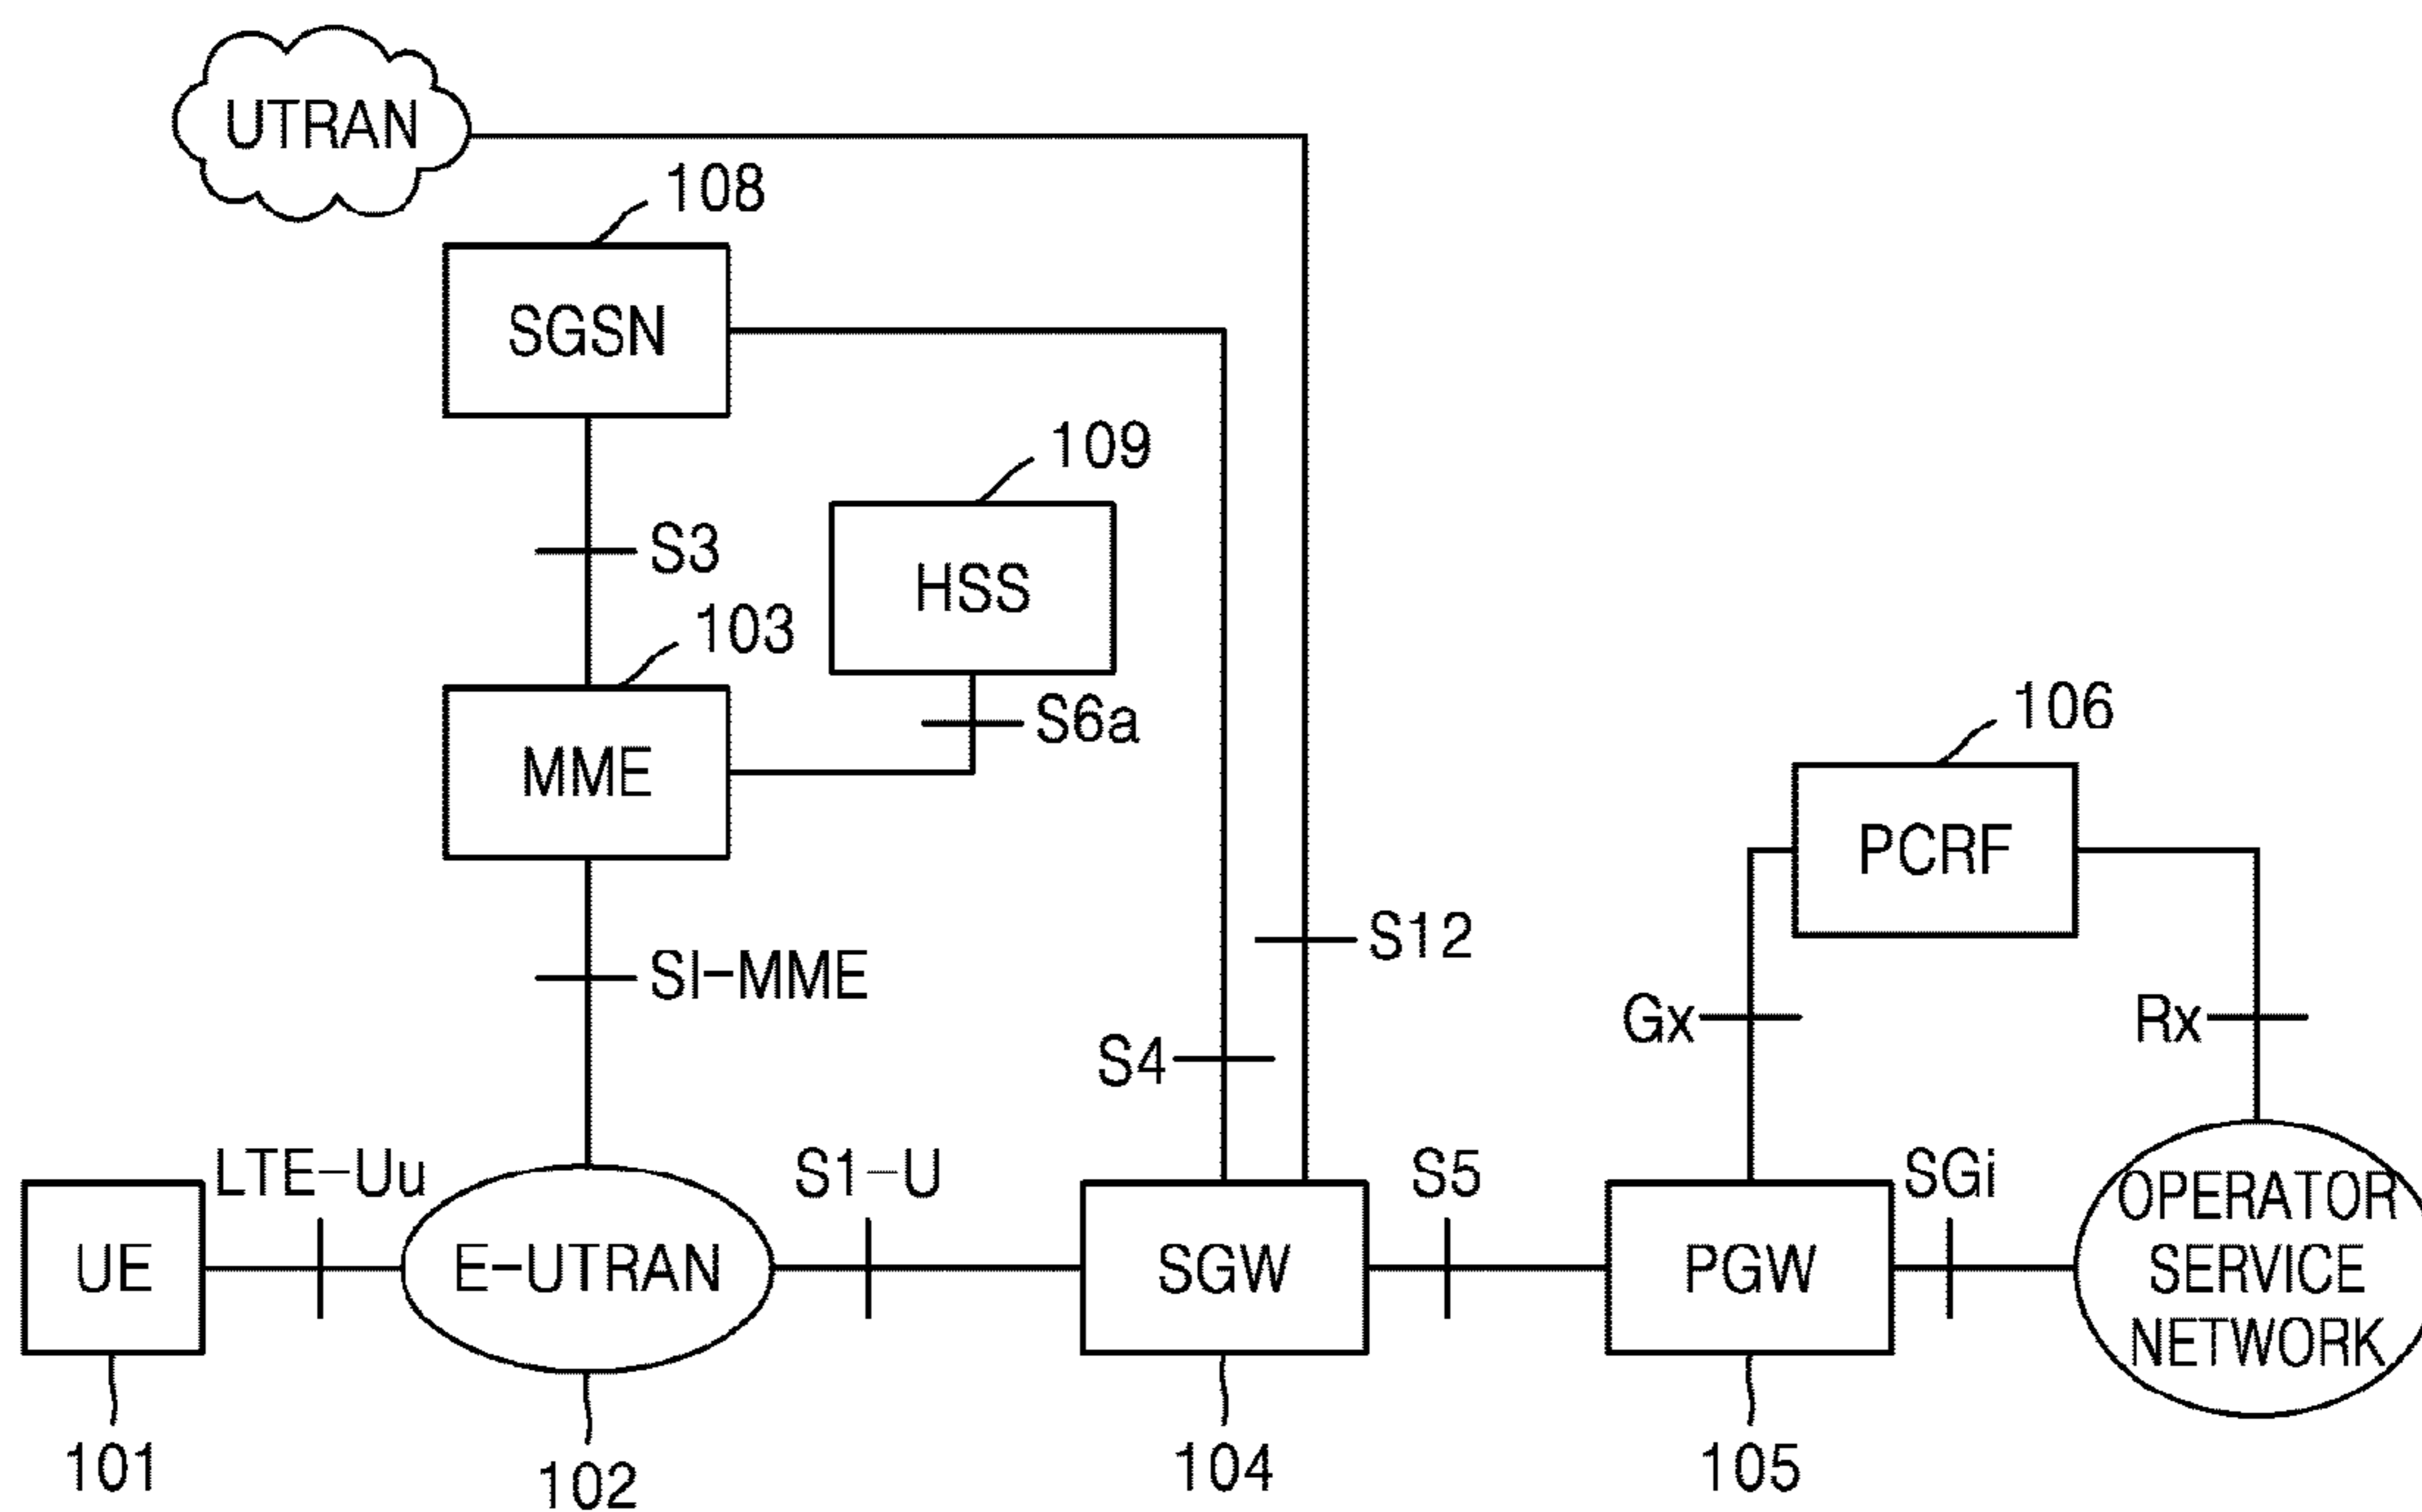 UTRAN
108
SGSN
109
S3
HSS
103
S6a
MME
106
PCRF
S12
SI-MME
Gx
Rx
S4
LTE-Uu
S1-U
S5
SGi
UE
E-UTRAN
SGW
PGW
OPERATOR
SERVICE
NETWORK
101
102
104
105